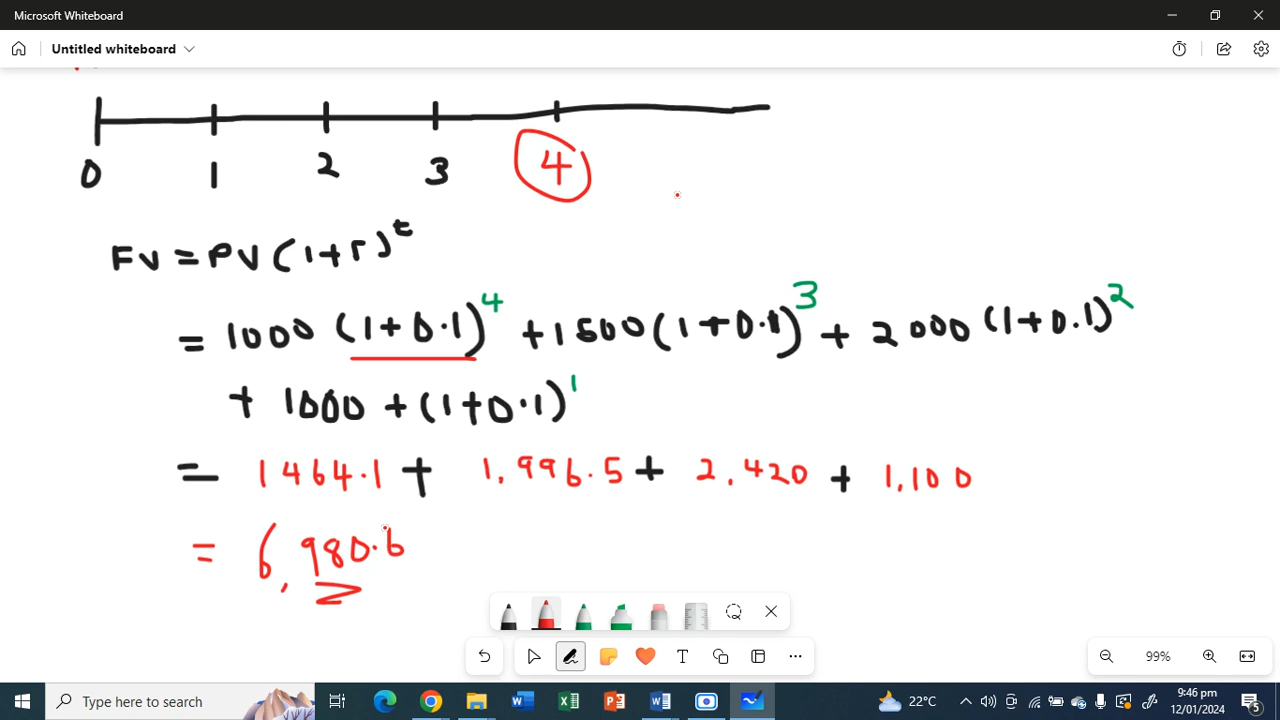 Microsoft Whiteboard
Untitled whiteboard
0 1 2 3 4
FV = PV(1+r)^t
= 1000 (1+0.1)^4 + 1500(1+0.1)^3 + 2000(1+0.1)^2
+ 1000 + (1+0.1)^1
= 1464.1 + 1,996.5 + 2,420 + 1,100
= 6,980.6
99%
Type here to search
22°C
9:46 pm
12/01/2024
5